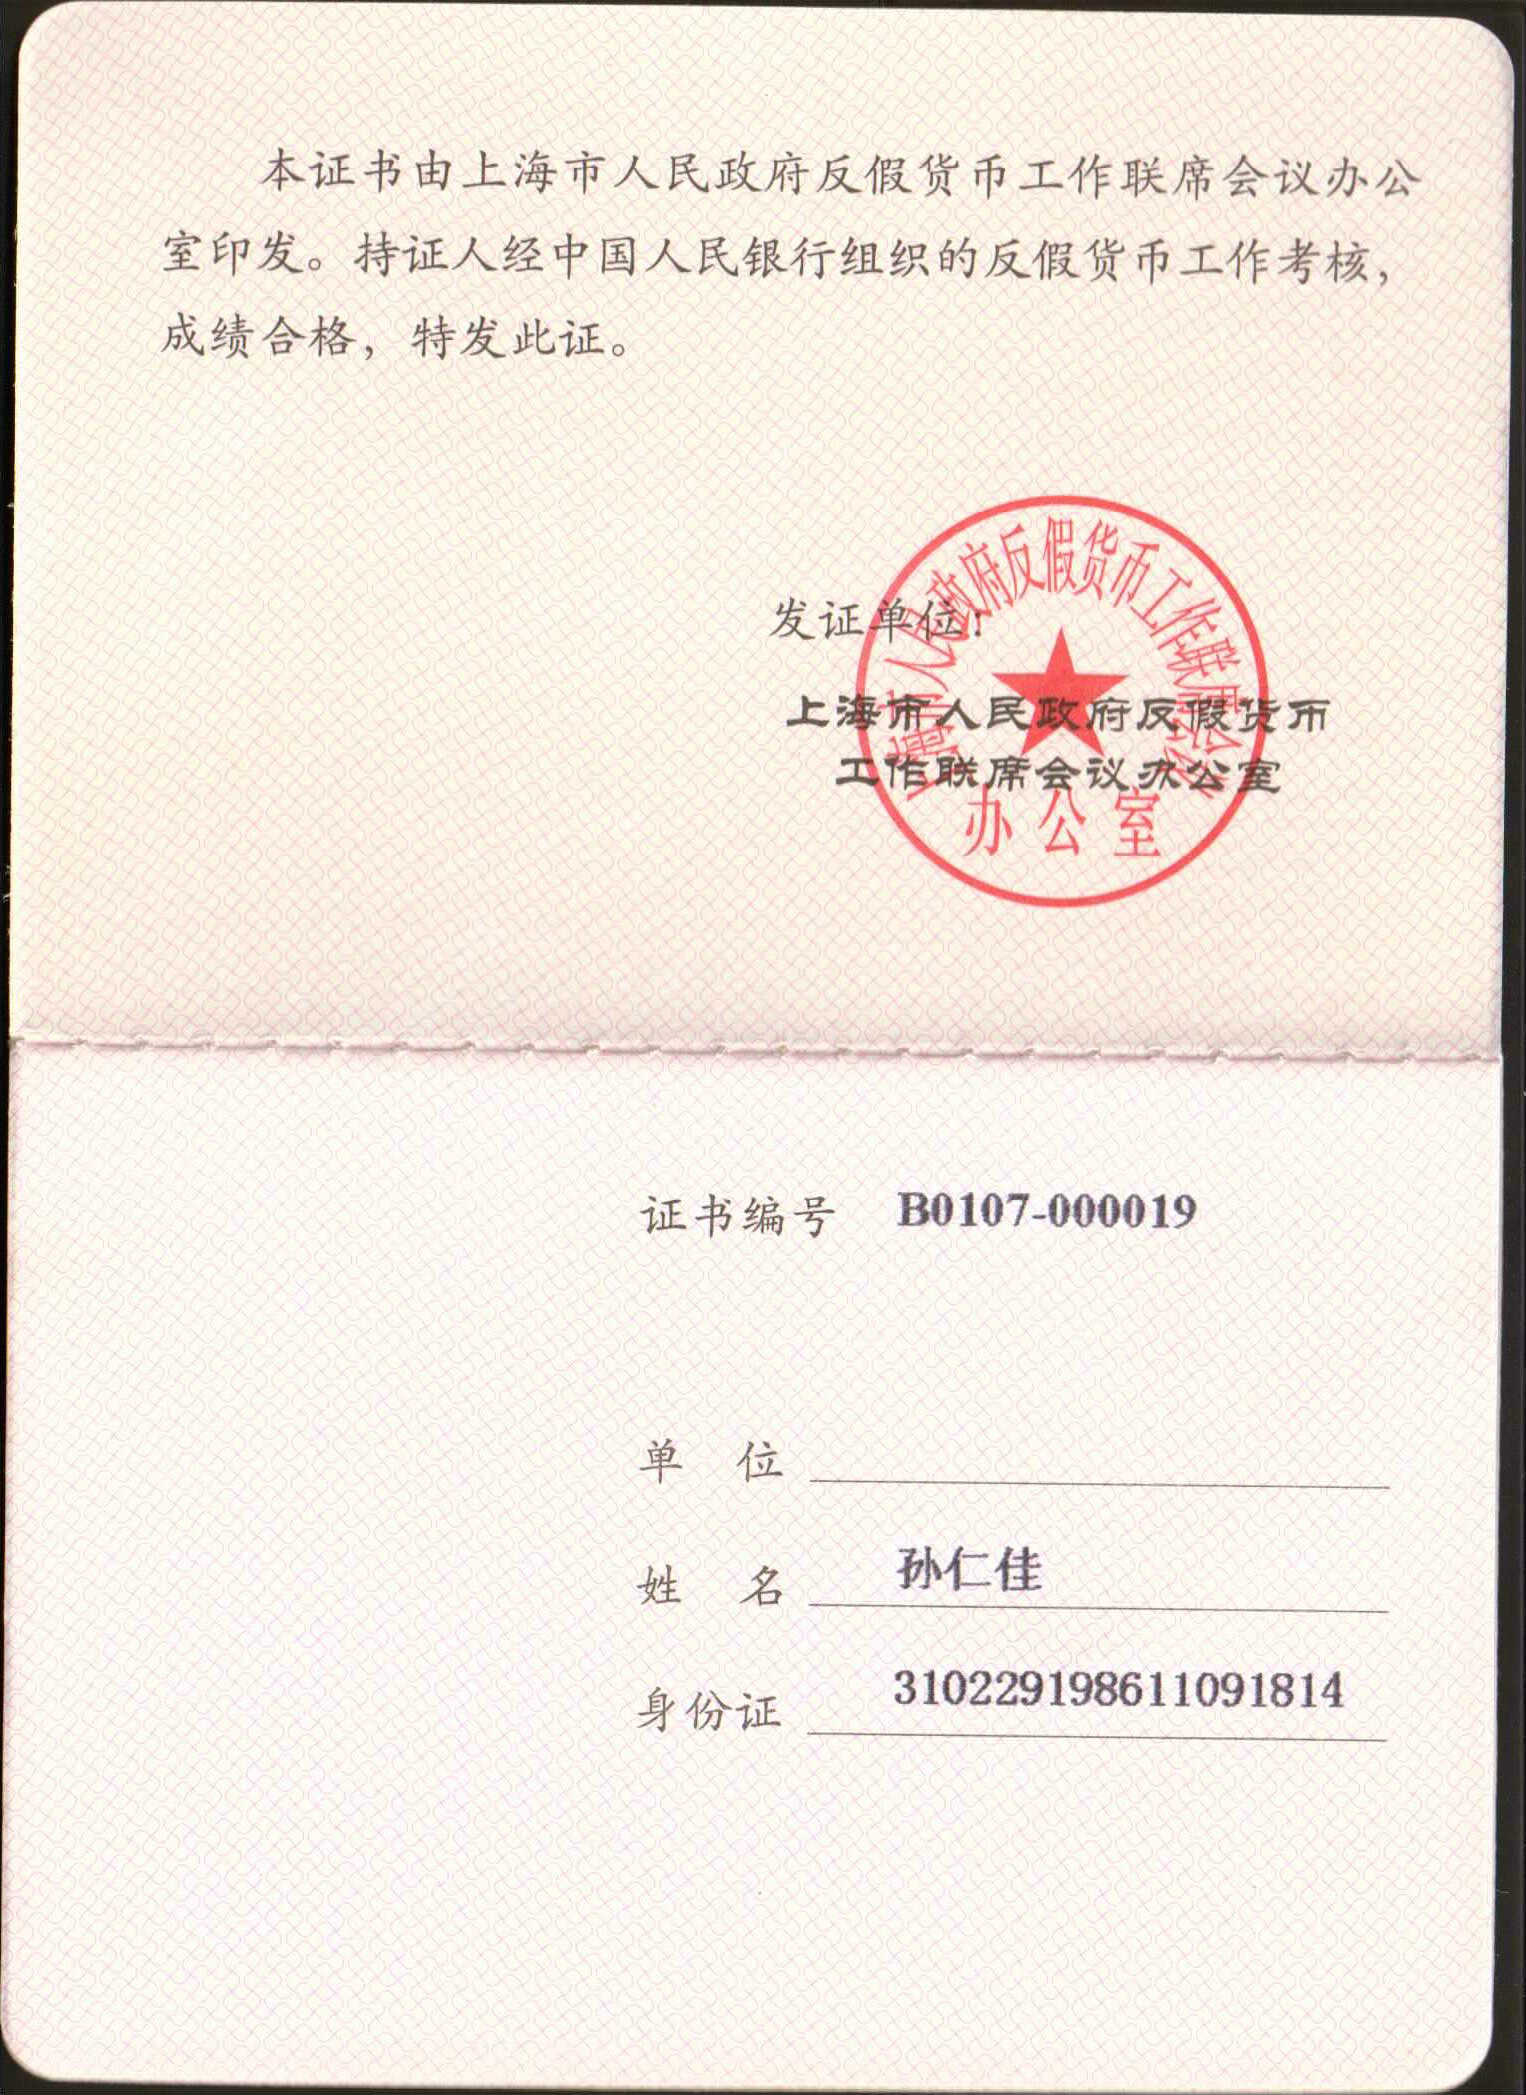 本证书由上海市人民政府反假货币工作联席会议办公
室印发。持证人经中国人民银行组织的反假货币工作考核，
成绩合格，特发此证。
上海市人民政府反假货币工作联席会议
发证单位：
上海市人民政府反假货币
工作联席会议办公室
办公室
证书编号 B0107-000019
单 位
姓 名 孙仁佳
身份证 310229198611091814